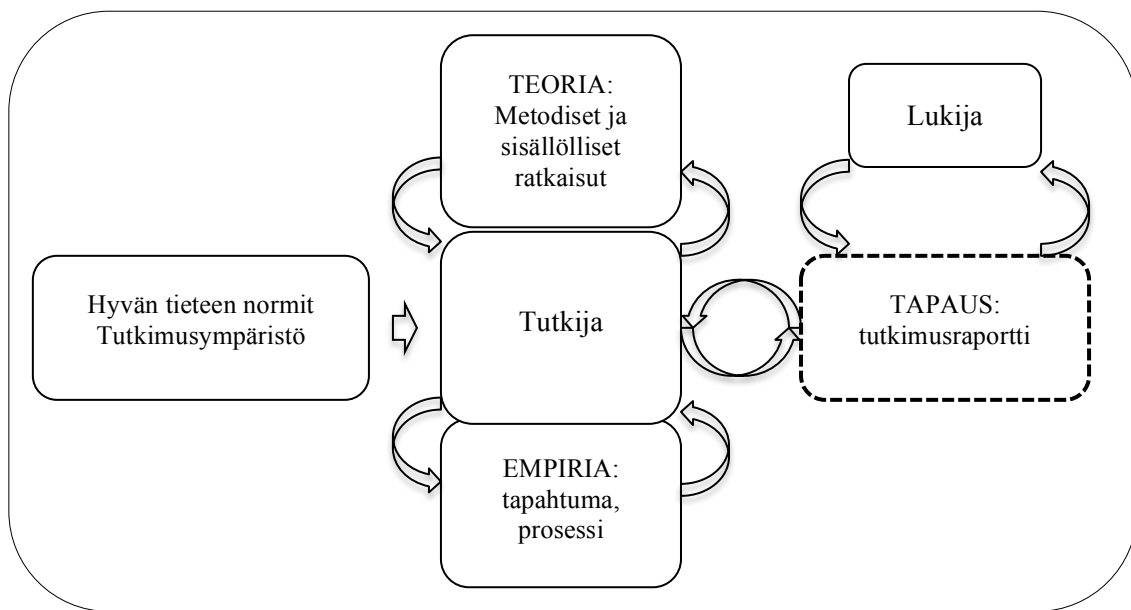 TEORIA:
Metodiset ja
sisällölliset
ratkaisut
Lukija
Hyvän tieteen normit
Tutkimusympäristö
Tutkija
TAPAUS:
tutkimusraportti
EMPIRIA:
tapahtuma,
prosessi